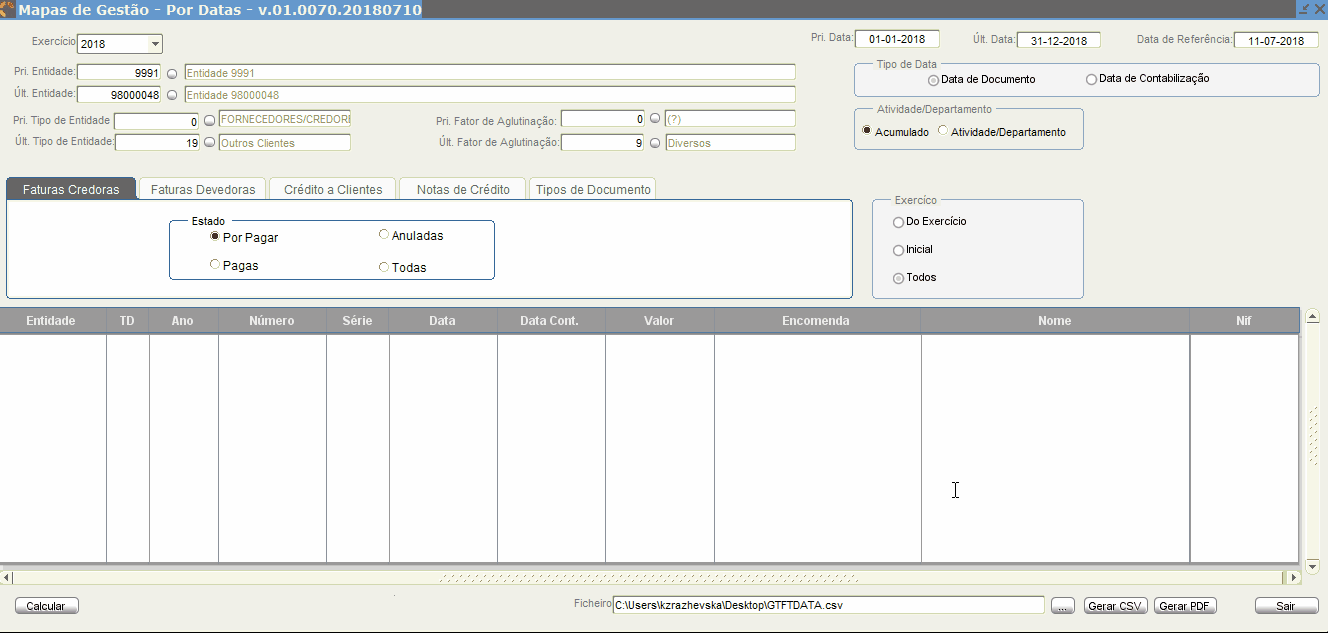 Mapas de Gestão - Por Datas - v.01.0070.20180710
Exercício 2018
Pri. Data: 01-01-2018 Últ. Data: 31-12-2018 Data de Referência: 11-07-2018
Pri. Entidade: 9991 Entidade 9991
Últ. Entidade: 98000048 Entidade 98000048
Tipo de Data
Data de Documento Data de Contabilização
Pri. Tipo de Entidade 0 FORNECEDORES/CREDORI
Pri. Fator de Aglutinação: 0 (?)
Últ. Tipo de Entidade: 19 Outros Clientes
Últ. Fator de Aglutinação: 9 Diversos
Atividade/Departamento
Acumulado Atividade/Departamento
Faturas Credoras Faturas Devedoras Crédito a Clientes Notas de Crédito Tipos de Documento
Estado
Por Pagar Anuladas
Pagas Todas
Exercíco
Do Exercício
Inicial
Todos
Entidade TD Ano Número Série Data Data Cont. Valor Encomenda Nome Nif
Calcular Ficheiro C:\Users\kzrazhevska\Desktop\GTFTDATA.csv ... Gerar CSV Gerar PDF Sair